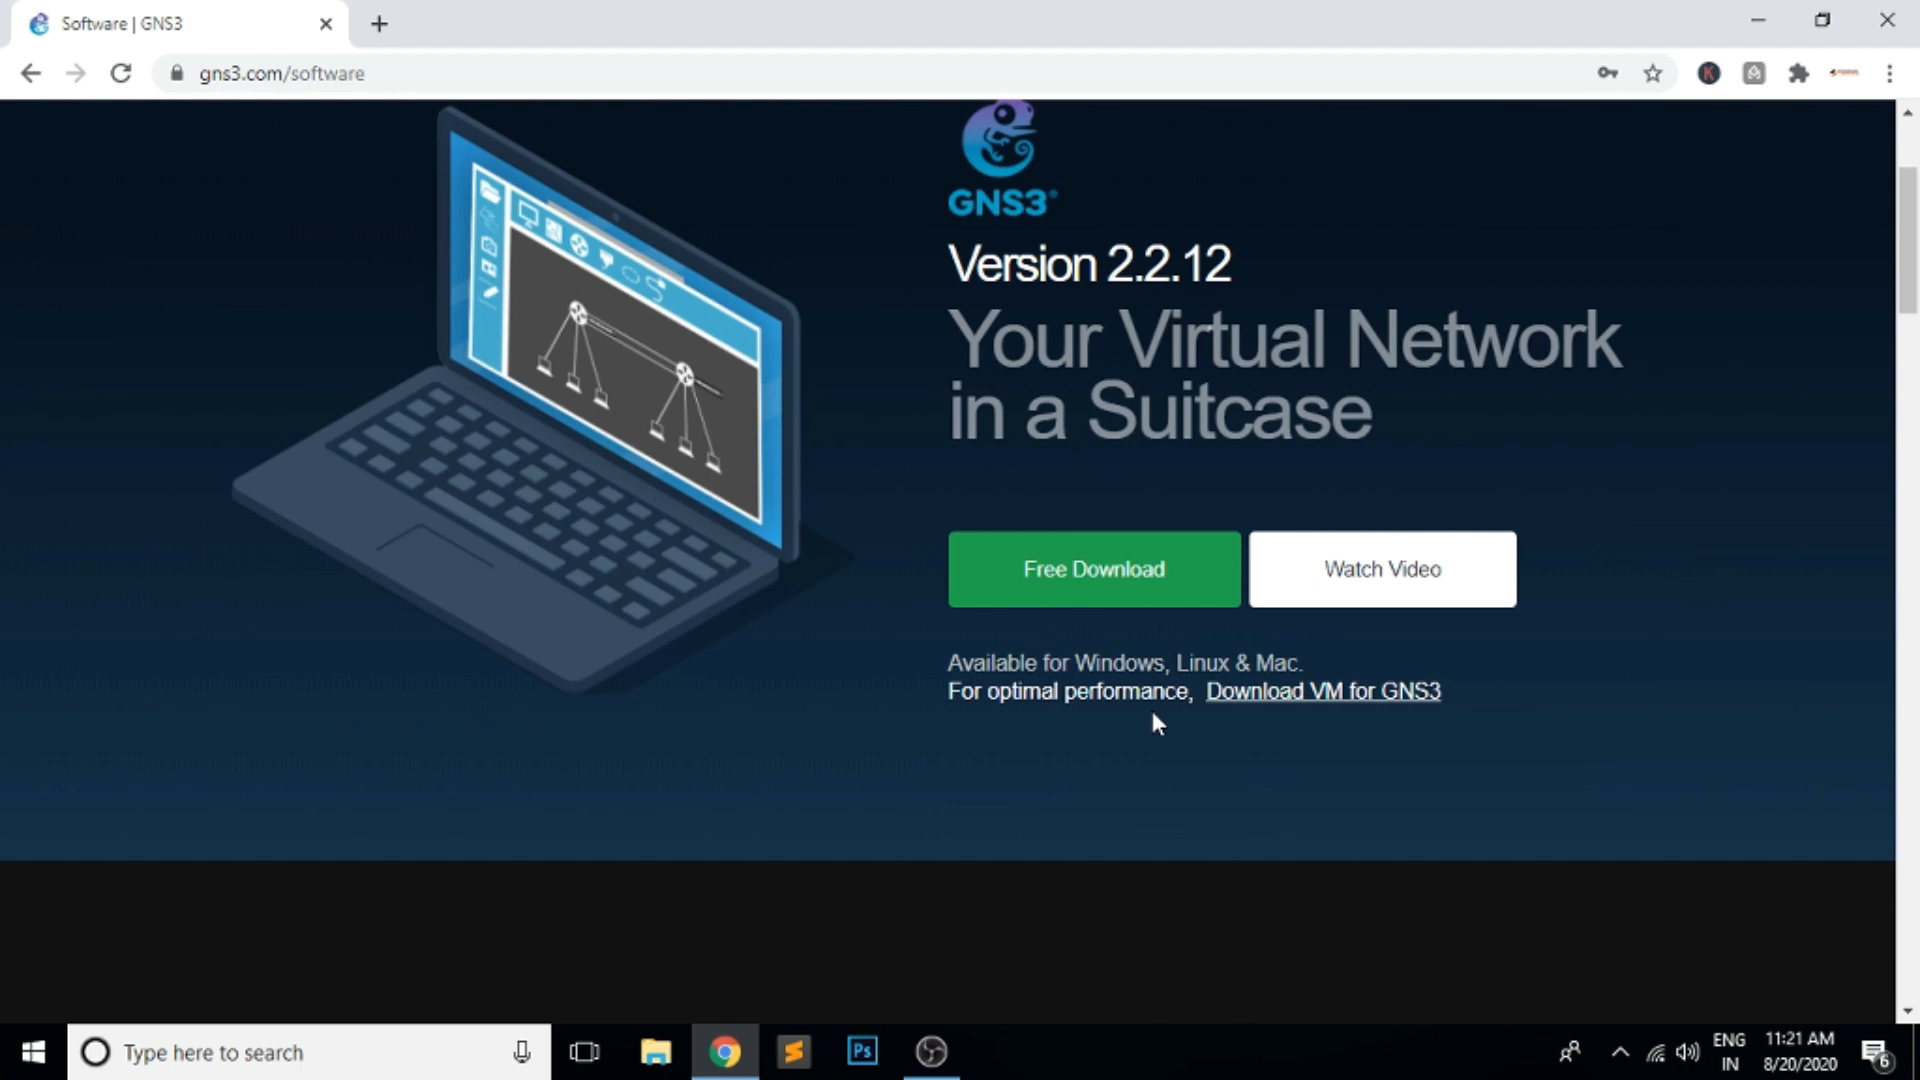 Software | GNS3
gns3.com/software
GNS3®
Version 2.2.12
Your Virtual Network
in a Suitcase
Free Download
Watch Video
Available for Windows, Linux & Mac.
For optimal performance, Download VM for GNS3
Type here to search
Ps
ENG
IN
11:21 AM
8/20/2020
6